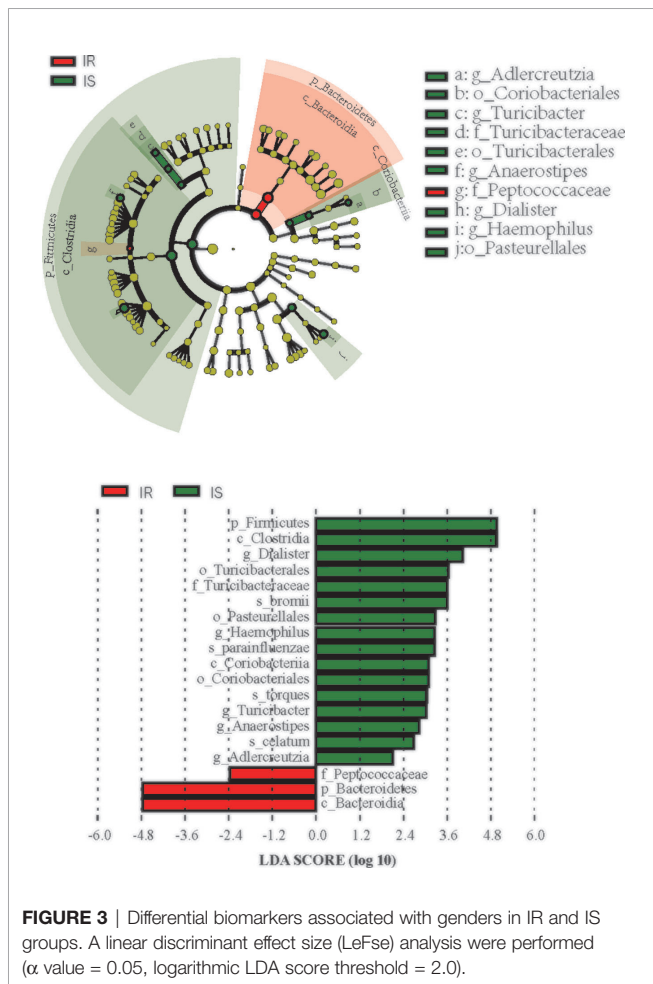 IR
IS
p_Bacteroidetes
c_Bacteroidia
c_Coriobacteriia
b
a
p_Firmicutes
c_Clostridia
g
a: g_Adlercreutzia
b: o_Coriobacteriales
c: g_Turicibacter
d: f_Turicibacteraceae
e: o_Turicibacterales
f: g_Anaerostipes
g: f_Peptococcaceae
h: g_Dialister
i: g_Haemophilus
j:o_Pasteurellales
IR IS
p_Firmicutes
c_Clostridia
g_Dialister
o_Turicibacterales
f_Turicibacteraceae
s_bromii
o_Pasteurellales
g_Haemophilus
s_parainfluenzae
c_Coriobacteriia
o_Coriobacteriales
s_torques
g_Turicibacter
g_Anaerostipes
s_celatum
g_Adlercreutzia
f_Peptococcaceae
p_Bacteroidetes
c_Bacteroidia
-6.0 -4.8 -3.6 -2.4 -1.2 0.0 1.2 2.4 3.6 4.8 6.0
LDA SCORE (log 10)
FIGURE 3 | Differential biomarkers associated with genders in IR and IS
groups. A linear discriminant effect size (LeFse) analysis were performed
(α value = 0.05, logarithmic LDA score threshold = 2.0).